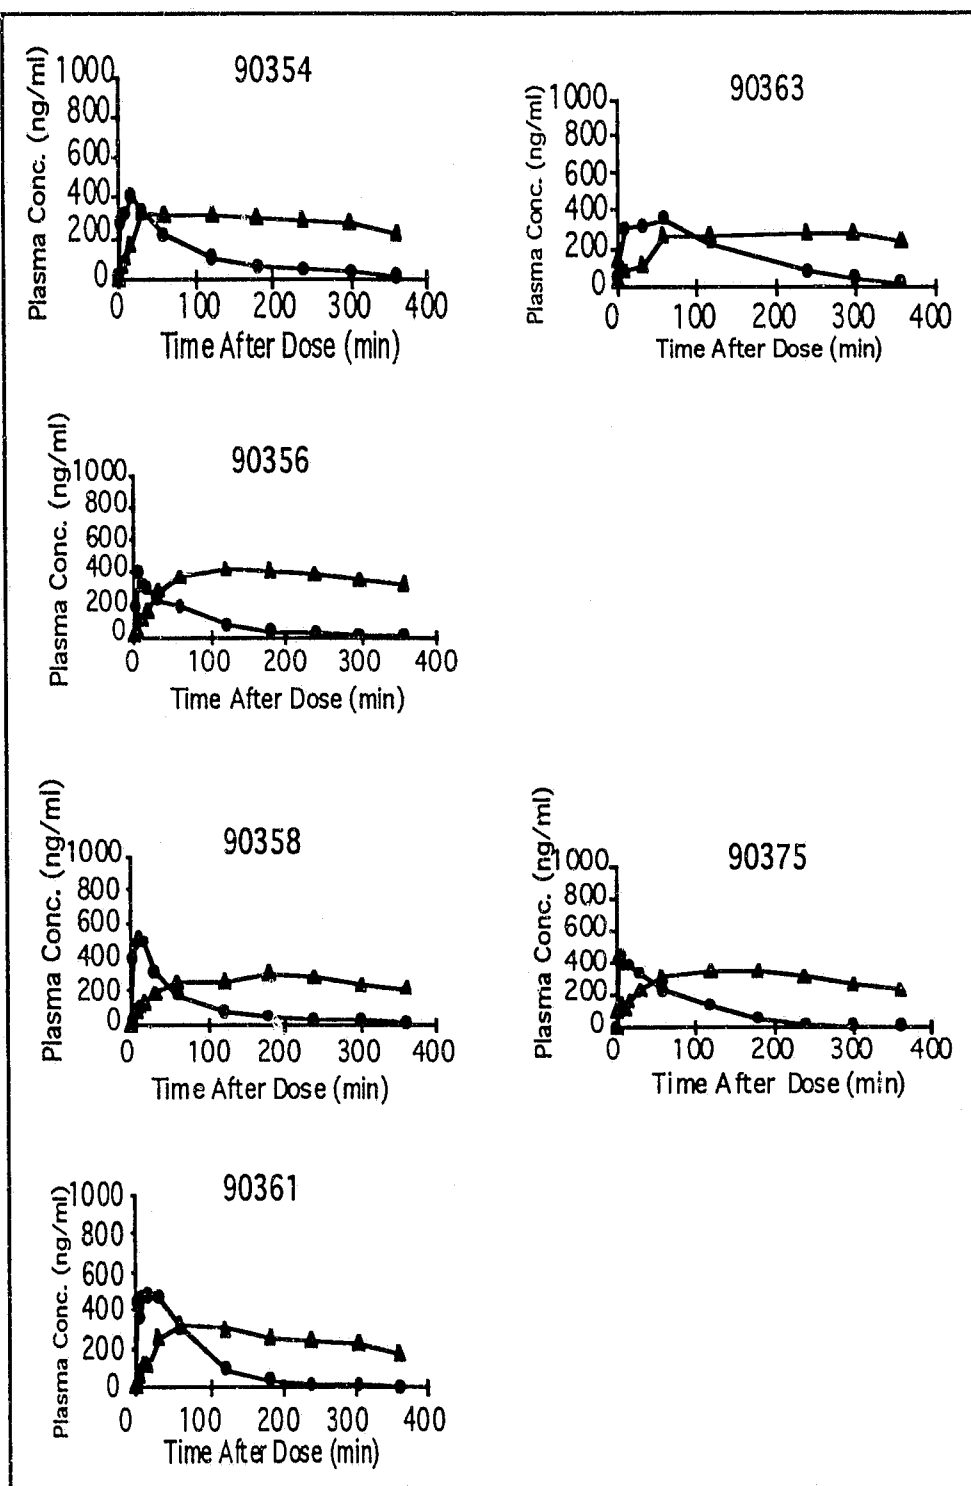 90354
Plasma Conc. (ng/ml)
1000
800
600
400
200
0
0 100 200 300 400
Time After Dose (min)
90363
Plasma Conc. (ng/ml)
1000
800
600
400
200
0
0 100 200 300 400
Time After Dose (min)
90356
Plasma Conc. (ng/ml)
1000
800
600
400
200
0
0 100 200 300 400
Time After Dose (min)
90358
Plasma Conc. (ng/ml)
1000
800
600
400
200
0
0 100 200 300 400
Time After Dose (min)
90375
Plasma Conc. (ng/ml)
1000
800
600
400
200
0
0 100 200 300 400
Time After Dose (min)
90361
Plasma Conc. (ng/ml)
1000
800
600
400
200
0
0 100 200 300 400
Time After Dose (min)